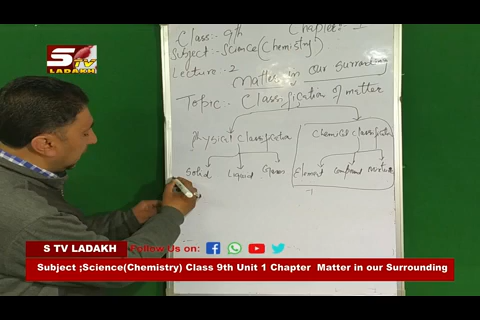 Class:- 9th Chapter:- I
Subject:- Science (Chemistry)
Lecture:- 2
Matter in our Surrounding
Topic:- Classification of matter
Physical Classification Chemical Classification
Solid Liquid Gases Element Compound Mixture
S TV
LADAKH
S TV LADAKH Follow Us on:
Subject ;Science(Chemistry) Class 9th Unit 1 Chapter Matter in our Surrounding